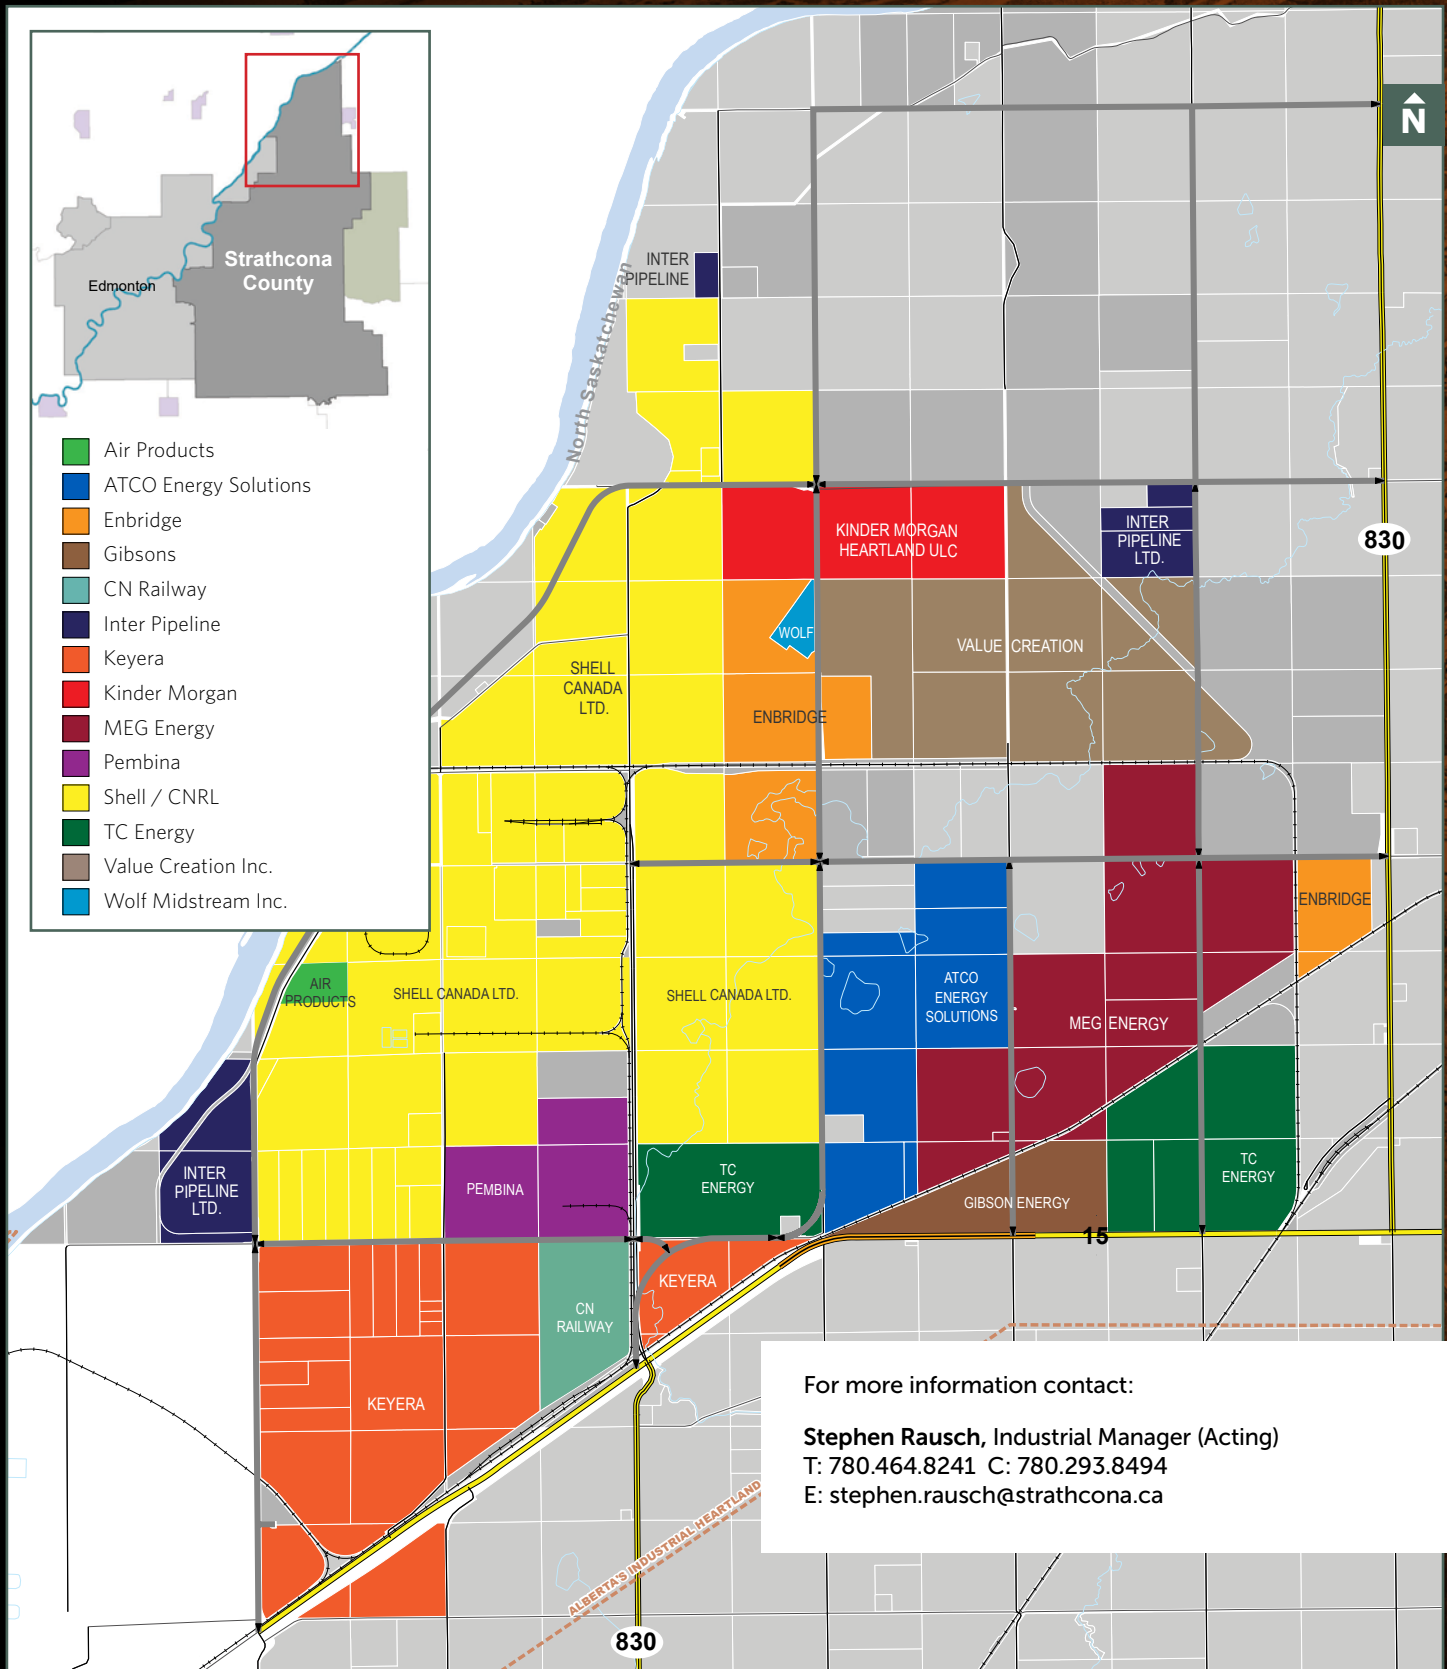 Edmonton
Strathcona
County
Air Products
ATCO Energy Solutions
Enbridge
Gibsons
CN Railway
Inter Pipeline
Keyera
Kinder Morgan
MEG Energy
Pembina
Shell / CNRL
TC Energy
Value Creation Inc.
Wolf Midstream Inc.
N
North Saskatchewan
INTER
PIPELINE
KINDER MORGAN
HEARTLAND ULC
INTER
PIPELINE
LTD.
830
WOLF
VALUE CREATION
SHELL
CANADA
LTD.
ENBRIDGE
ENBRIDGE
AIR
PRODUCTS
SHELL CANADA LTD.
SHELL CANADA LTD.
ATCO
ENERGY
SOLUTIONS
MEG ENERGY
INTER
PIPELINE
LTD.
PEMBINA
TC
ENERGY
GIBSON ENERGY
TC
ENERGY
15
KEYERA
CN
RAILWAY
KEYERA
For more information contact:
Stephen Rausch, Industrial Manager (Acting)
T: 780.464.8241 C: 780.293.8494
E: stephen.rausch@strathcona.ca
ALBERTA'S INDUSTRIAL HEARTLAND
830